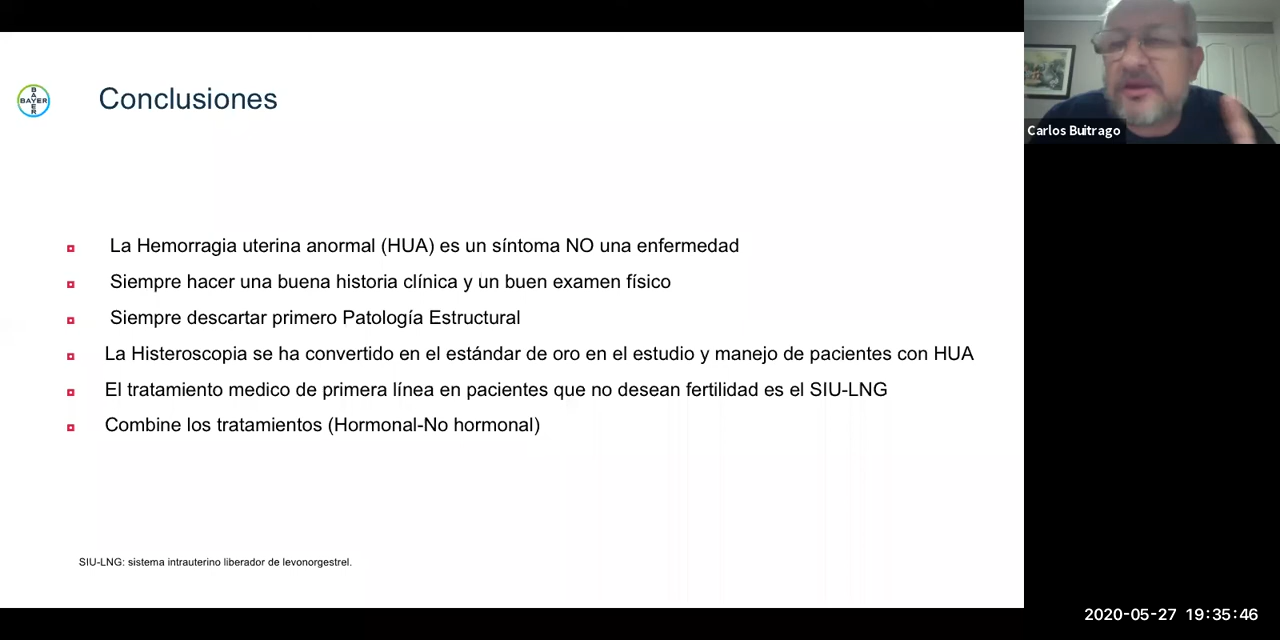 BAYER
BAYER
Conclusiones
La Hemorragia uterina anormal (HUA) es un síntoma NO una enfermedad
Siempre hacer una buena historia clínica y un buen examen físico
Siempre descartar primero Patología Estructural
La Histeroscopia se ha convertido en el estándar de oro en el estudio y manejo de pacientes con HUA
El tratamiento medico de primera línea en pacientes que no desean fertilidad es el SIU-LNG
Combine los tratamientos (Hormonal-No hormonal)
SIU-LNG: sistema intrauterino liberador de levonorgestrel.
Carlos Buitrago
2020-05-27 19:35:46